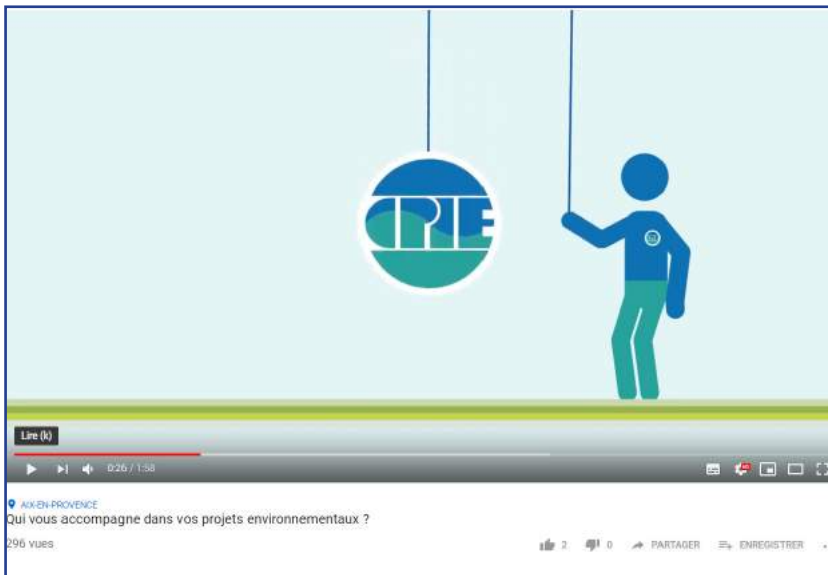 CPIE
Lire (k)
0:26 / 1:58
HD
AIX-EN-PROVENCE
Qui vous accompagne dans vos projets environnementaux ?
296 vues
2 0 PARTAGER ENREGISTRER